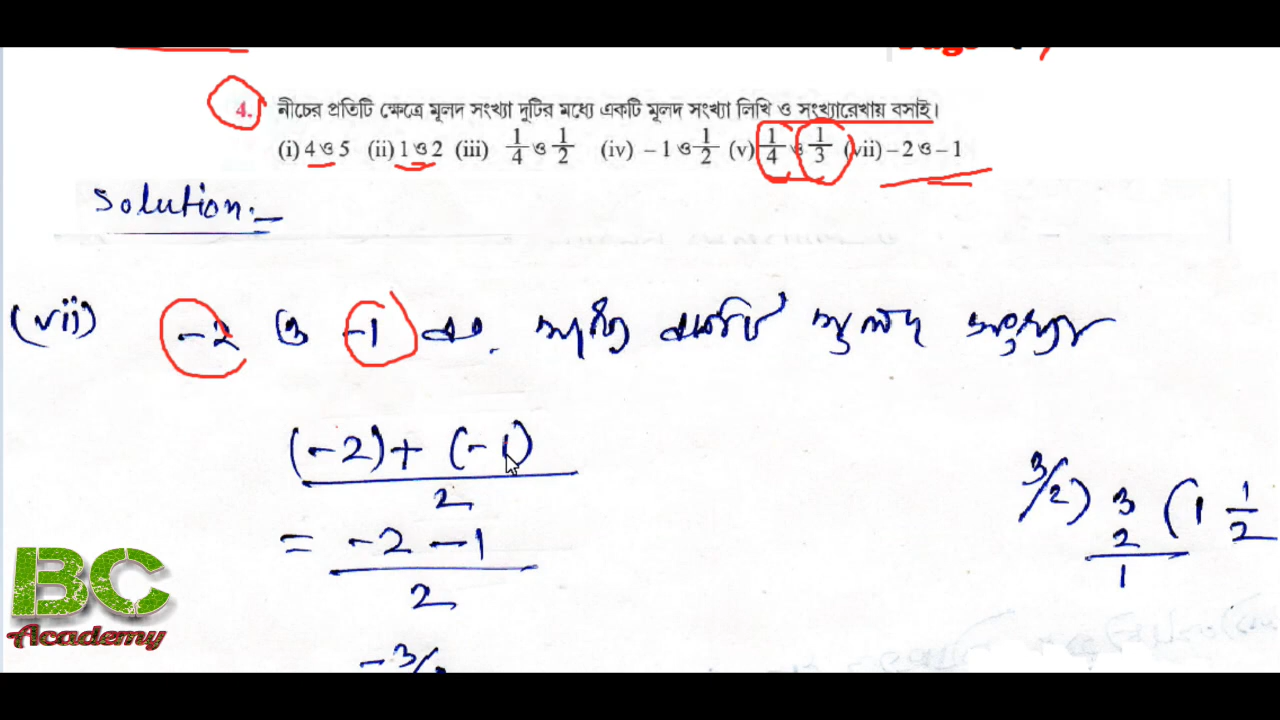 4. নীচের প্রতিটি ক্ষেত্রে মূলদ সংখ্যা দুটির মধ্যে একটি মূলদ সংখ্যা লিখি ও সংখ্যারেখায় বসাই।
(i) 4 ও 5 (ii) 1 ও 2 (iii) 1/4 ও 1/2 (iv) – 1 ও 1/2 (v) 1/4 ও 1/3 (vii) – 2 ও – 1
Solution:-
(vii) -2 ও -1 এর মধ্যে একটি মূলদ সংখ্যা
(-2) + (-1)
2
= -2 -1
2
3/2) 3 (1 1/2
2
1
BC
Academy